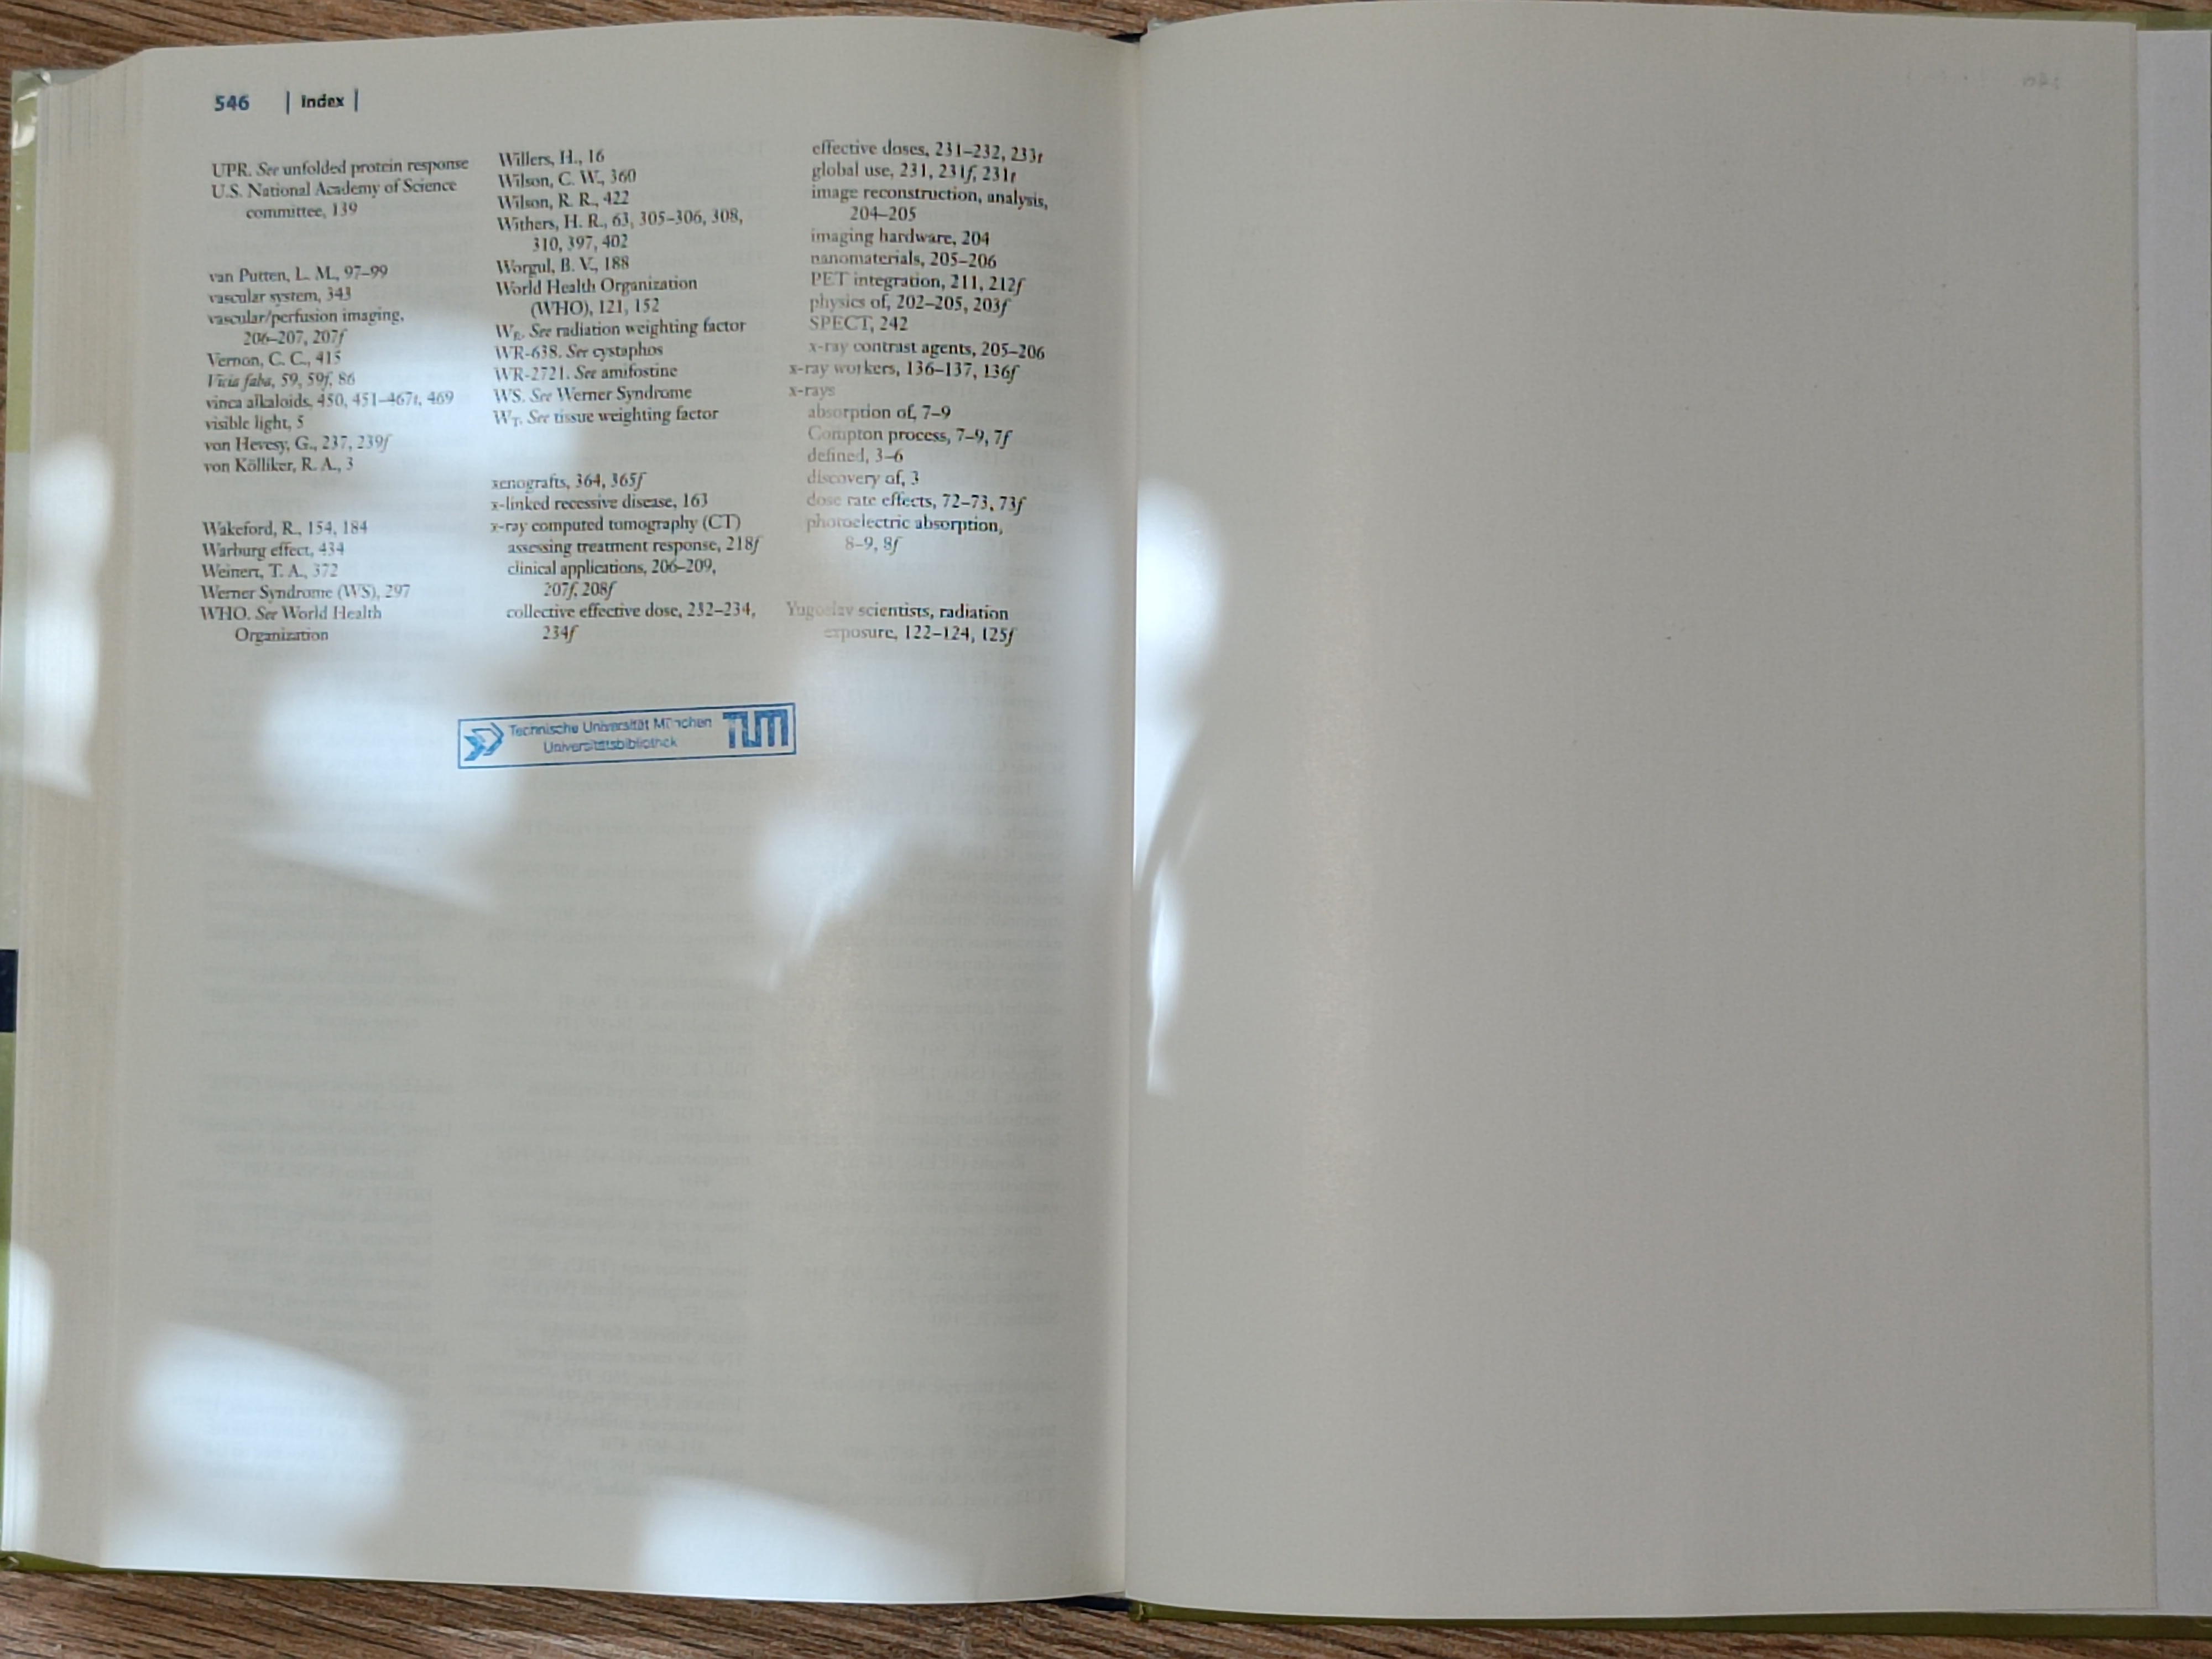 546 | Index |
UPR. See unfolded protein response
U.S. National Academy of Science
committee, 139
van Putten, L. M., 97–99
vascular system, 343
vascular/perfusion imaging,
206–207, 207f
Vernon, C. C., 415
Vicia faba, 59, 59f, 86
vinca alkaloids, 450, 451–467t, 469
visible light, 5
von Hevesy, G., 237, 239f
von Kölliker, R. A., 3
Wakeford, R., 154, 184
Warburg effect, 434
Weinert, T. A., 372
Werner Syndrome (WS), 297
WHO. See World Health
Organization
Willers, H., 16
Wilson, C. W., 360
Wilson, R. R., 422
Withers, H. R., 63, 305–306, 308,
310, 397, 402
Worgul, B. V., 188
World Health Organization
(WHO), 121, 152
WR. See radiation weighting factor
WR-638. See cystaphos
WR-2721. See amifostine
WS. See Werner Syndrome
WT. See tissue weighting factor
xenografts, 364, 365f
x-linked recessive disease, 163
x-ray computed tomography (CT)
assessing treatment response, 218f
clinical applications, 206–209,
207f, 208f
collective effective dose, 232–234,
234f
effective doses, 231–232, 233t
global use, 231, 231f, 231t
image reconstruction, analysis,
204–205
imaging hardware, 204
nanomaterials, 205–206
PET integration, 211, 212f
physics of, 202–205, 203f
SPECT, 242
x-ray contrast agents, 205–206
x-ray workers, 136–137, 136f
x-rays
absorption of, 7–9
Compton process, 7–9, 7f
defined, 3–6
discovery of, 3
dose rate effects, 72–73, 73f
photoelectric absorption,
8–9, 8f
Yugoslav scientists, radiation
exposure, 122–124, 125f
Technische Universität München
Universitätsbibliothek
TUM